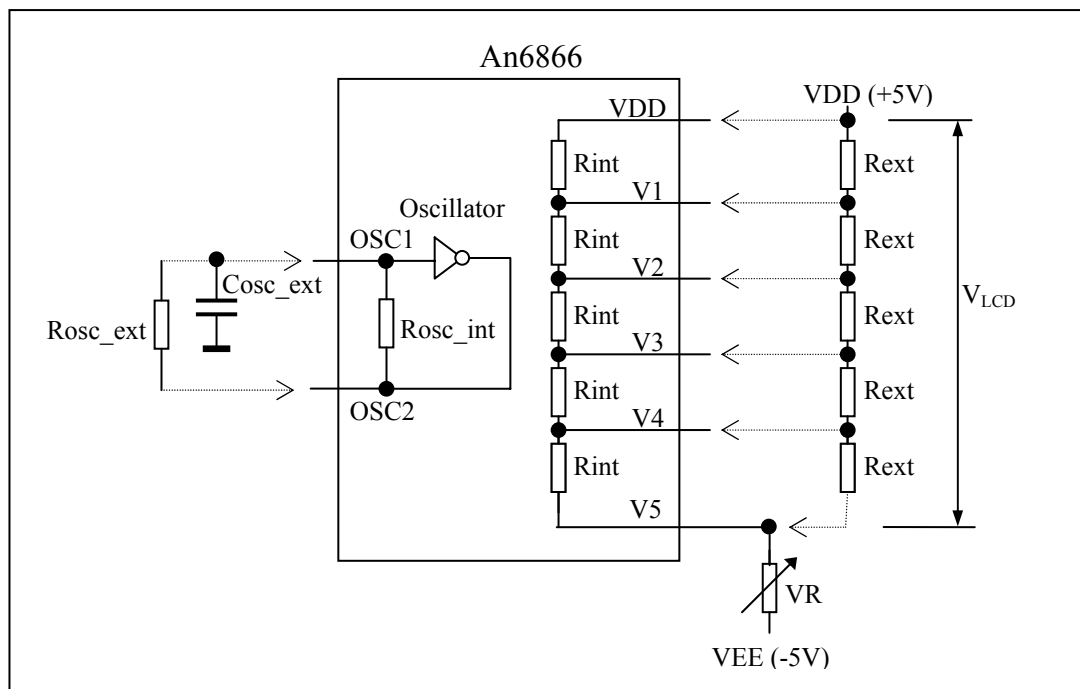 An6866
VDD
VDD (+5V)
Rint
Rext
V1
Oscillator
OSC1
Rint
Rext
V2
Cosc_ext
VLCD
Rosc_ext
Rosc_int
Rint
Rext
V3
OSC2
Rint
Rext
V4
Rint
Rext
V5
VR
VEE (-5V)